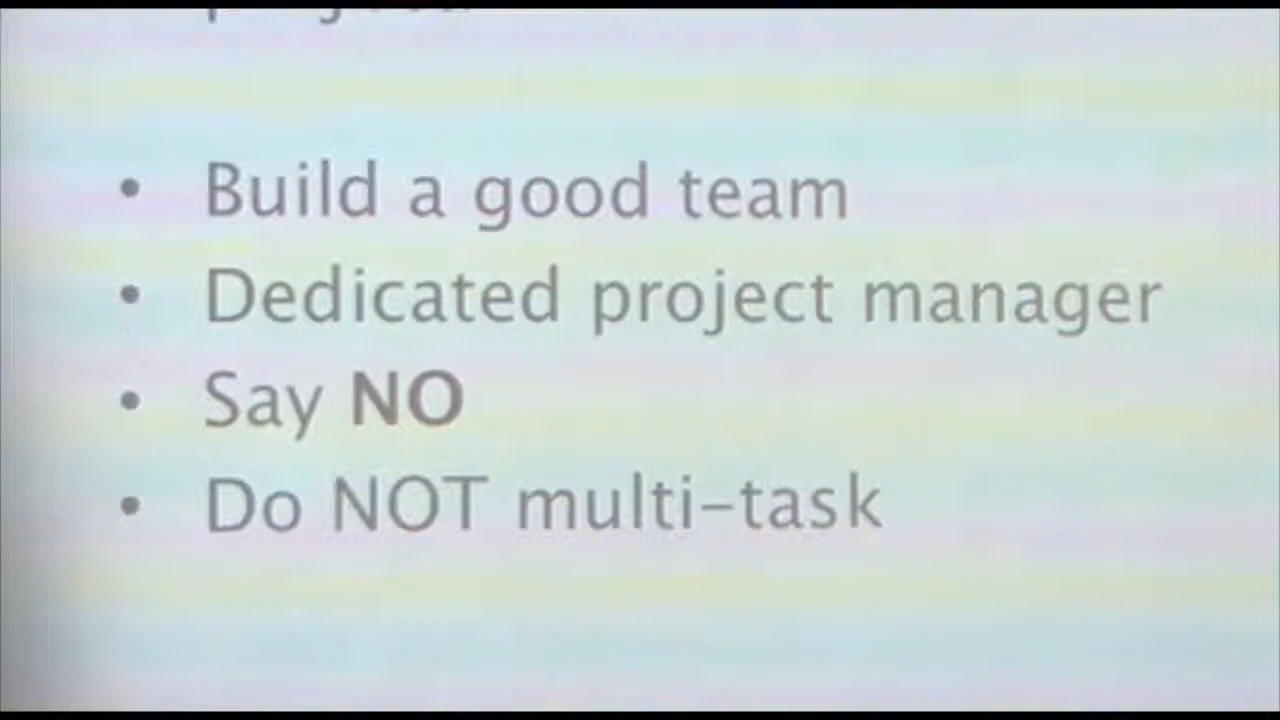 • Build a good team
• Dedicated project manager
• Say NO
• Do NOT multi-task